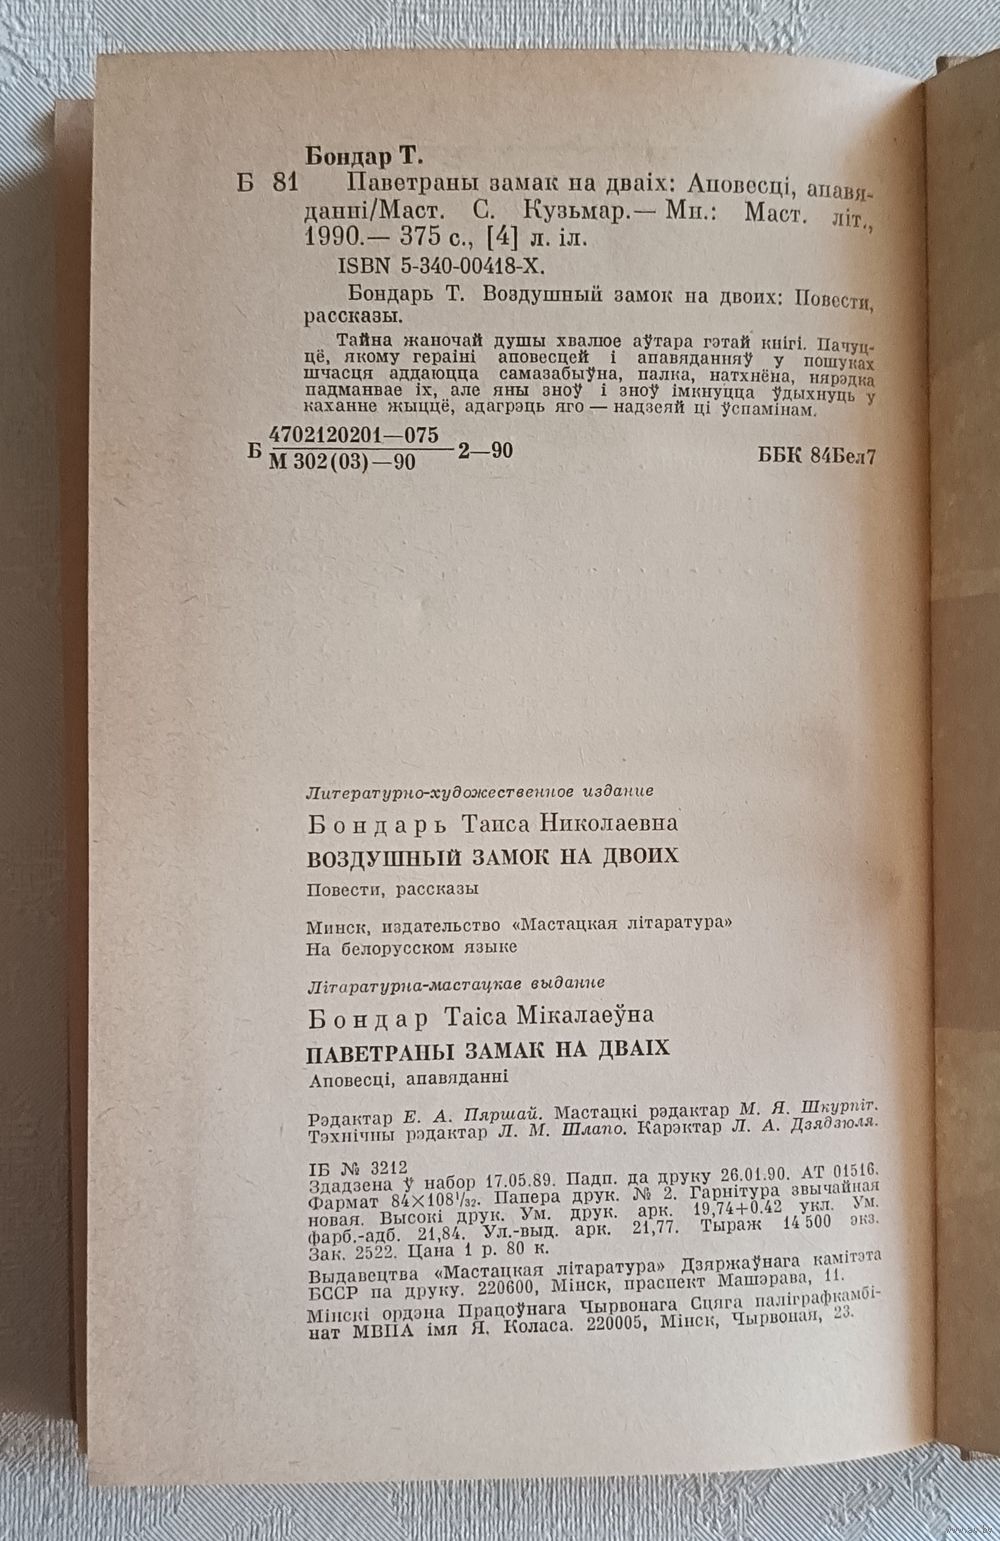 Бондар Т.
Б 81 Паветраны замак на дваіх: Аповесці, апавя-
данні/Маст. С. Кузьмар.— Мн.: Маст. літ.,
1990.— 375 с., [4] л. іл.
ISBN 5-340-00418-X.
Бондарь Т. Воздушный замок на двоих: Повести,
рассказы.
Тайна жаночай душы хвалюе аўтара гэтай кнігі. Пачуц-
цё, якому гераіні аповесцей і апавяданняў у пошуках
шчасця аддаюцца самазабыўна, палка, натхнёна, нярэдка
падманвае іх, але яны зноў і зноў імкнуцца ўдыхнуць у
каханне жыццё, адагрэць яго — надзеяй ці ўспамінам.
Б 4702120201—075
М 302(03)—90 2—90 ББК 84Бел7
Литературно-художественное издание
Бондарь Таиса Николаевна
ВОЗДУШНЫЙ ЗАМОК НА ДВОИХ
Повести, рассказы
Минск, издательство «Мастацкая літаратура»
На белорусском языке
Літаратурна-мастацкае выданне
Бондар Таіса Мікалаеўна
ПАВЕТРАНЫ ЗАМАК НА ДВАІХ
Аповесці, апавяданні
Рэдактар Е. А. Пяршай. Мастацкі рэдактар М. Я. Шкурпіт.
Тэхнічны рэдактар Л. М. Шлапо. Карэктар Л. А. Дзядзюля.
ІБ № 3212
Здадзена ў набор 17.05.89. Падп. да друку 26.01.90. АТ 01516.
Фармат 84×108¹/₃₂. Папера друк. № 2. Гарнітура звычайная
новая. Высокі друк. Ум. друк. арк. 19,74+0.42 укл. Ум.
фарб.-адб. 21,84. Ул.-выд. арк. 21,77. Тыраж 14 500 экз.
Зак. 2522. Цана 1 р. 80 к.
Выдавецтва «Мастацкая літаратура» Дзяржаўнага камітэта
БССР па друку. 220600, Мінск, праспект Машэрава, 11.
Мінскі ордэна Працоўнага Чырвонага Сцяга паліграфкамбі-
нат МВПА імя Я. Коласа. 220005, Мінск, Чырвоная, 23.
www.ay.by